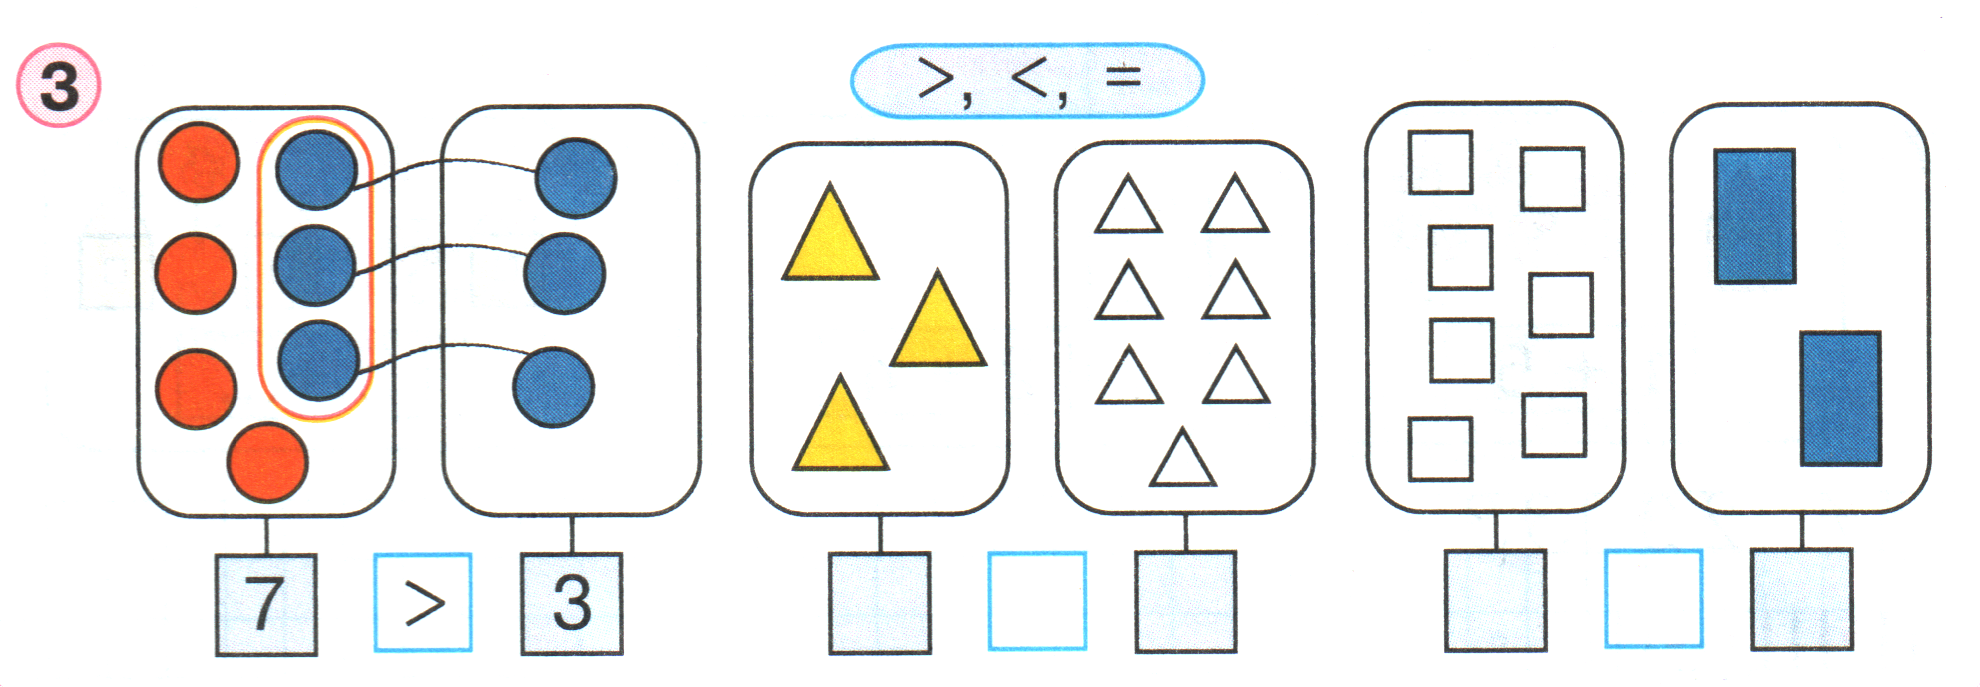 3
>, <, =
7 > 3